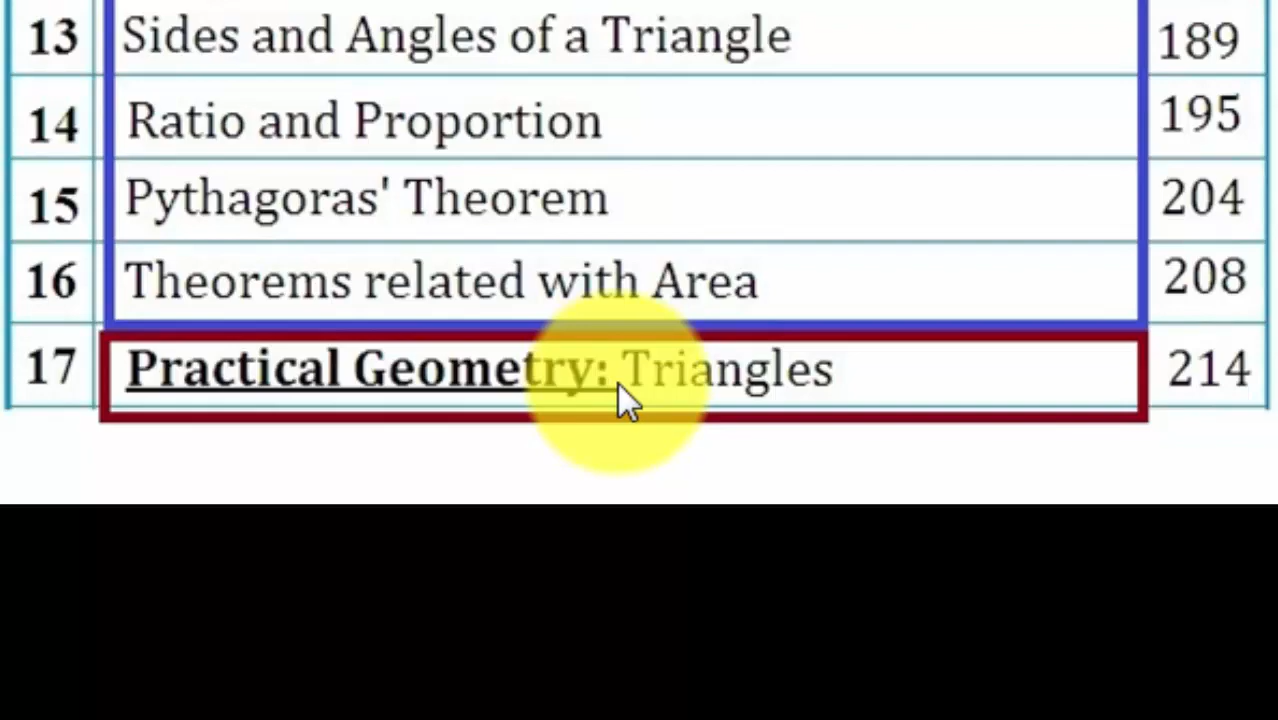 13 Sides and Angles of a Triangle 189
14 Ratio and Proportion 195
15 Pythagoras' Theorem 204
16 Theorems related with Area 208
17 Practical Geometry: Triangles 214